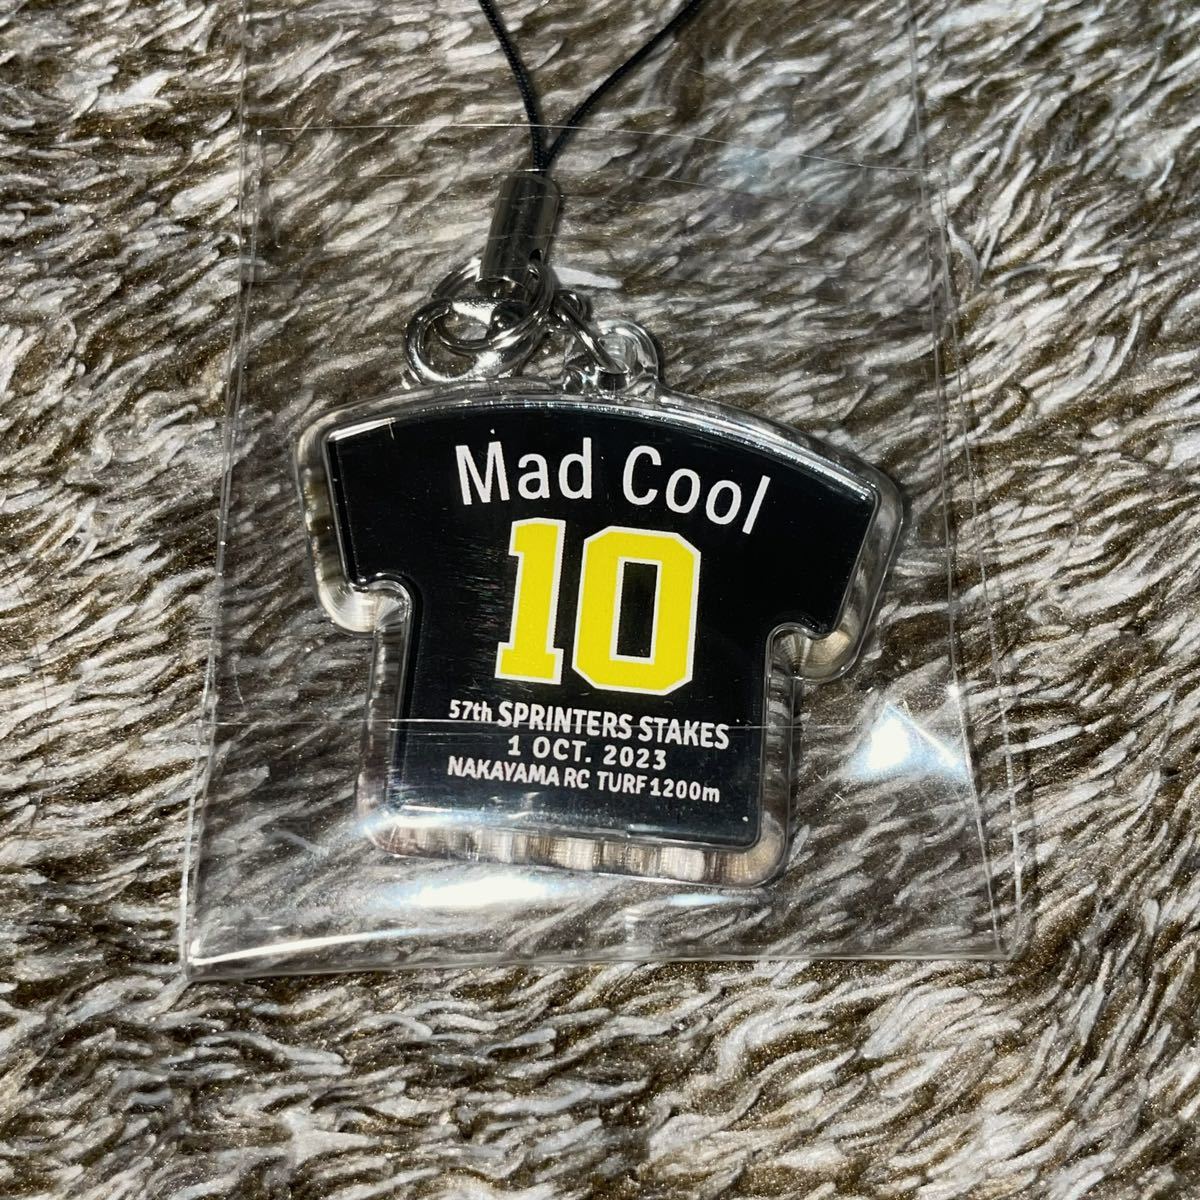 Mad Cool
10
57th SPRINTERS STAKES
1 OCT. 2023
NAKAYAMA RC TURF 1200m